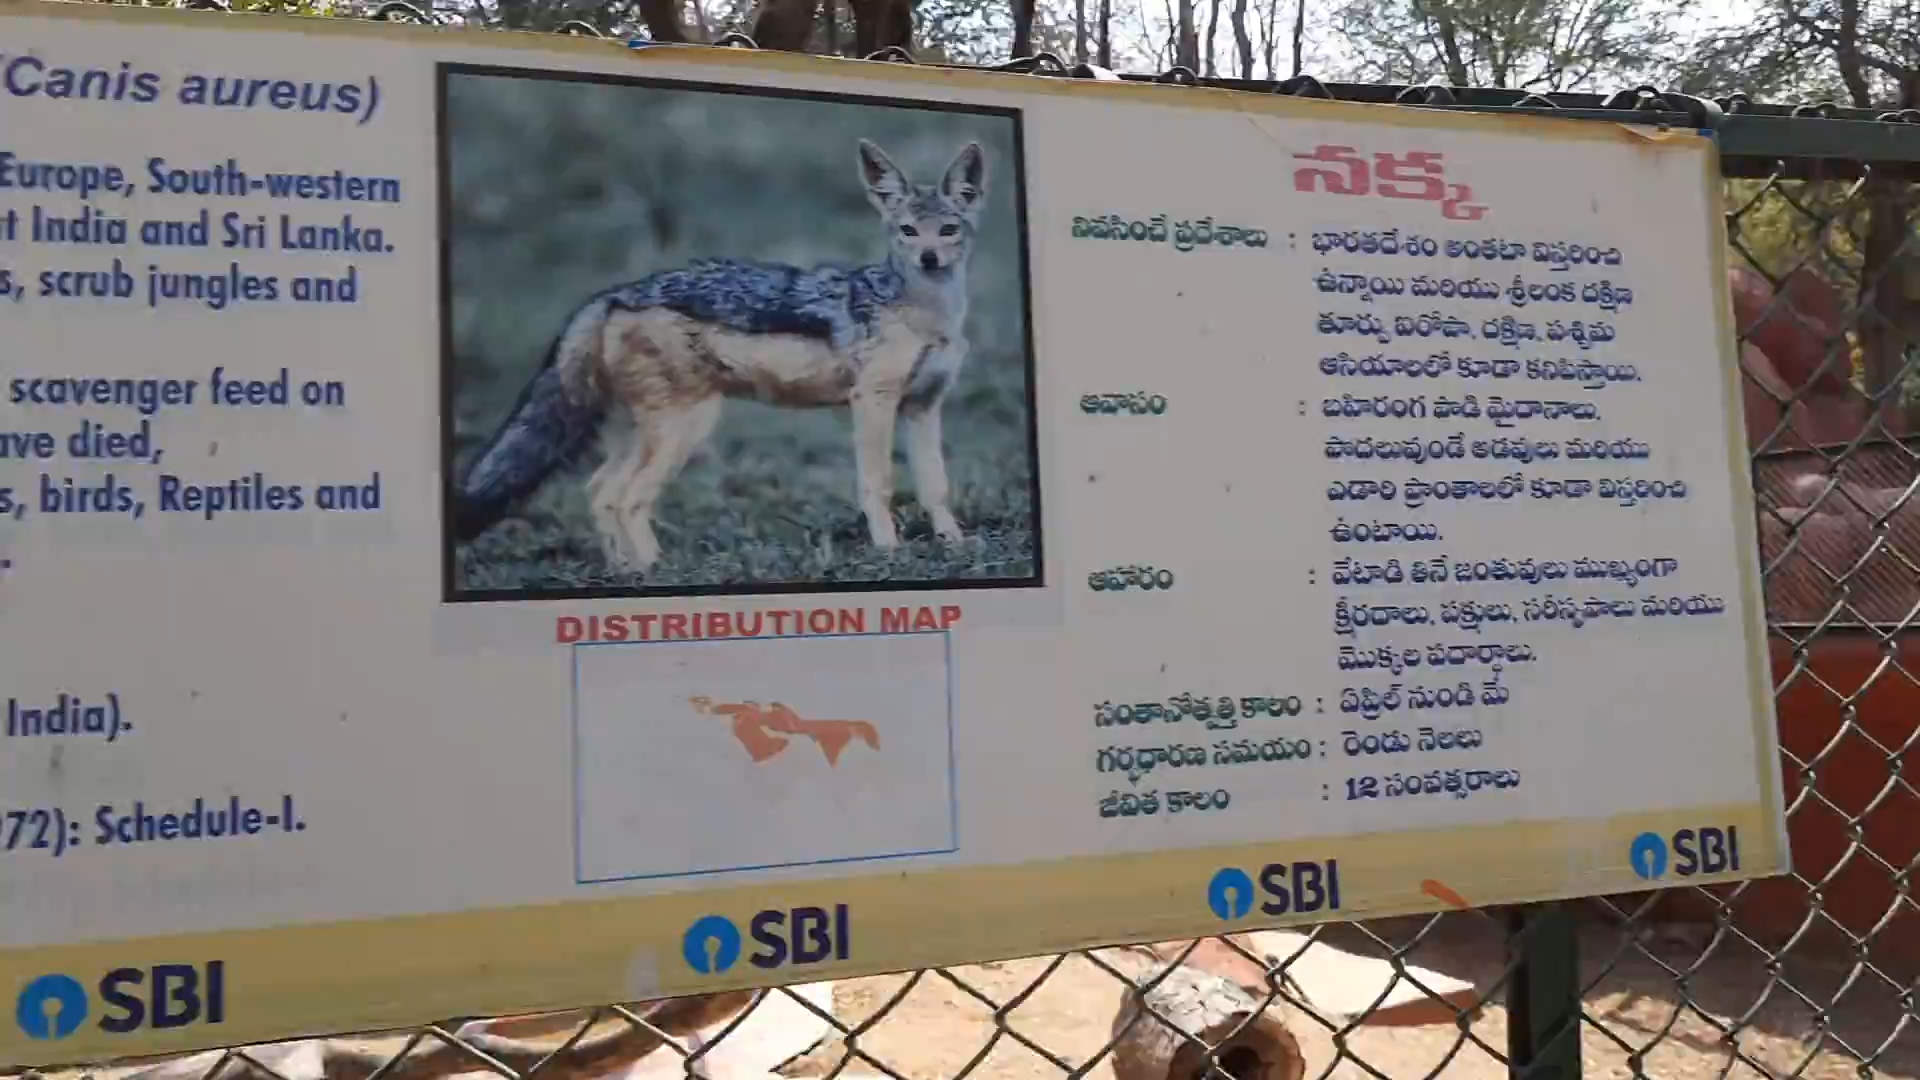 (Canis aureus)
Europe, South-western
t India and Sri Lanka.
s, scrub jungles and
scavenger feed on
ave died,
s, birds, Reptiles and
India).
972): Schedule-I.
DISTRIBUTION MAP
నక్క
నివసించే ప్రదేశాలు : భారతదేశం అంతటా విస్తరించి
ఉన్నాయి మరియు శ్రీలంక దక్షిణ
తూర్పు ఐరోపా, దక్షిణ, పశ్చిమ
ఆసియాలలో కూడా కనిపిస్తాయి.
ఆవాసం : బహిరంగ పొడి మైదానాలు,
పొదలువుండే అడవులు మరియు
ఎడారి ప్రాంతాలలో కూడా విస్తరించి
ఉంటాయి.
ఆహారం : వేటాడి తినే జంతువులు ముఖ్యంగా
క్షీరదాలు, పక్షులు, సరీసృపాలు మరియు
మొక్కల పదార్థాలు.
సంతానోత్పత్తి కాలం : ఏప్రిల్ నుండి మే
గర్భధారణ సమయం : రెండు నెలలు
జీవిత కాలం : 12 సంవత్సరాలు
SBI
SBI
SBI
SBI